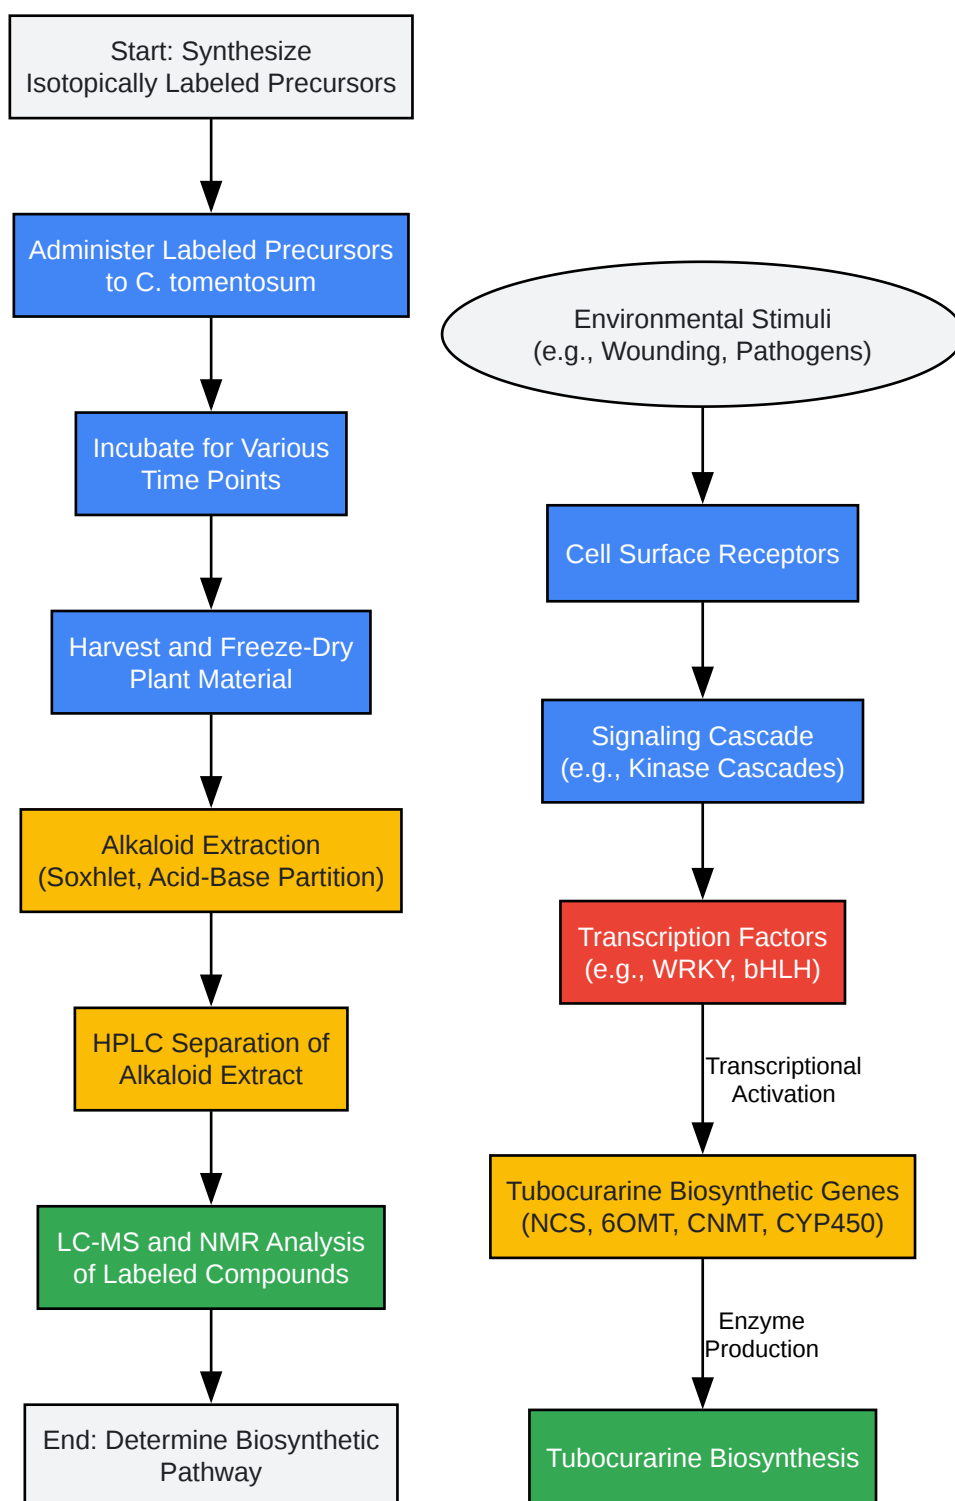 Start: Synthesize
Isotopically Labeled Precursors
Administer Labeled Precursors
to C. tomentosum
Incubate for Various
Time Points
Harvest and Freeze-Dry
Plant Material
Alkaloid Extraction
(Soxhlet, Acid-Base Partition)
HPLC Separation of
Alkaloid Extract
LC-MS and NMR Analysis
of Labeled Compounds
End: Determine Biosynthetic
Pathway
Environmental Stimuli
(e.g., Wounding, Pathogens)
Cell Surface Receptors
Signaling Cascade
(e.g., Kinase Cascades)
Transcription Factors
(e.g., WRKY, bHLH)
Transcriptional
Activation
Tubocurarine Biosynthetic Genes
(NCS, 6OMT, CNMT, CYP450)
Enzyme
Production
Tubocurarine Biosynthesis